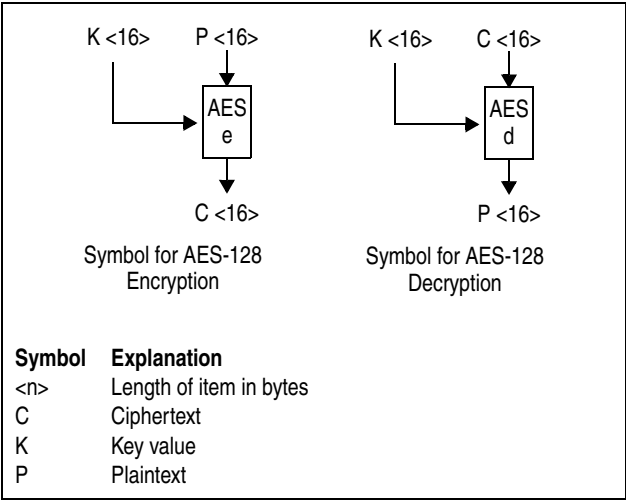 K <16> P <16> K <16> C <16>
AES AES
e d
C <16> P <16>
Symbol for AES-128 Symbol for AES-128
Encryption Decryption
Symbol Explanation
<n> Length of item in bytes
C Ciphertext
K Key value
P Plaintext